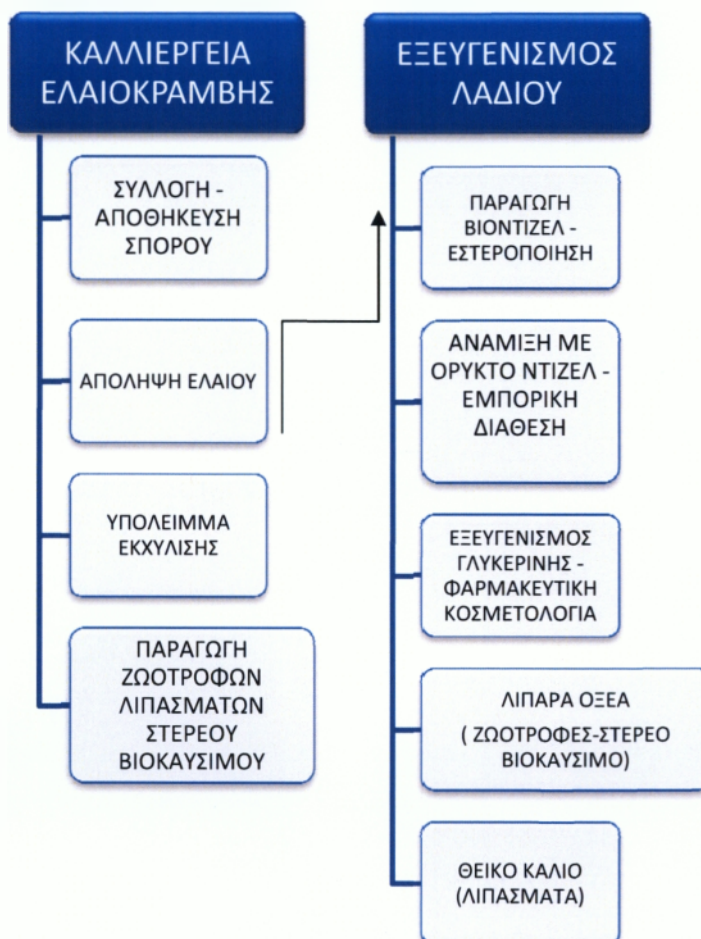 ΚΑΛΛΙΕΡΓΕΙΑ
ΕΛΑΙΟΚΡΑΜΒΗΣ
ΣΥΛΛΟΓΗ -
ΑΠΟΘΗΚΕΥΣΗ
ΣΠΟΡΟΥ
ΑΠΟΛΗΨΗ ΕΛΑΙΟΥ
ΥΠΟΛΕΙΜΜΑ
ΕΚΧΥΛΙΣΗΣ
ΠΑΡΑΓΩΓΗ
ΖΩΟΤΡΟΦΩΝ
ΛΙΠΑΣΜΑΤΩΝ
ΣΤΕΡΕΟΥ
ΒΙΟΚΑΥΣΙΜΟΥ
ΕΞΕΥΓΕΝΙΣΜΟΣ
ΛΑΔΙΟΥ
ΠΑΡΑΓΩΓΗ
ΒΙΟΝΤΙΖΕΛ -
ΕΣΤΕΡΟΠΟΙΗΣΗ
ΑΝΑΜΙΞΗ ΜΕ
ΟΡΥΚΤΟ ΝΤΙΖΕΛ -
ΕΜΠΟΡΙΚΗ
ΔΙΑΘΕΣΗ
ΕΞΕΥΓΕΝΙΣΜΟΣ
ΓΛΥΚΕΡΙΝΗΣ -
ΦΑΡΜΑΚΕΥΤΙΚΗ
ΚΟΣΜΕΤΟΛΟΓΙΑ
ΛΙΠΑΡΑ ΟΞΕΑ
( ΖΩΟΤΡΟΦΕΣ-ΣΤΕΡΕΟ
ΒΙΟΚΑΥΣΙΜΟ)
ΘΕΙΚΟ ΚΑΛΙΟ
(ΛΙΠΑΣΜΑΤΑ)